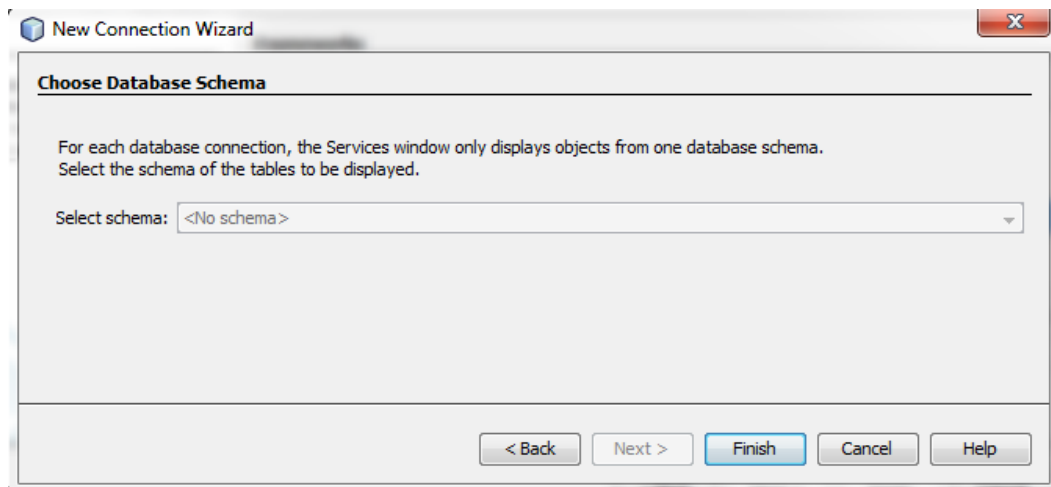 New Connection Wizard
Choose Database Schema
For each database connection, the Services window only displays objects from one database schema.
Select the schema of the tables to be displayed.
Select schema: <No schema>
< Back Next > Finish Cancel Help